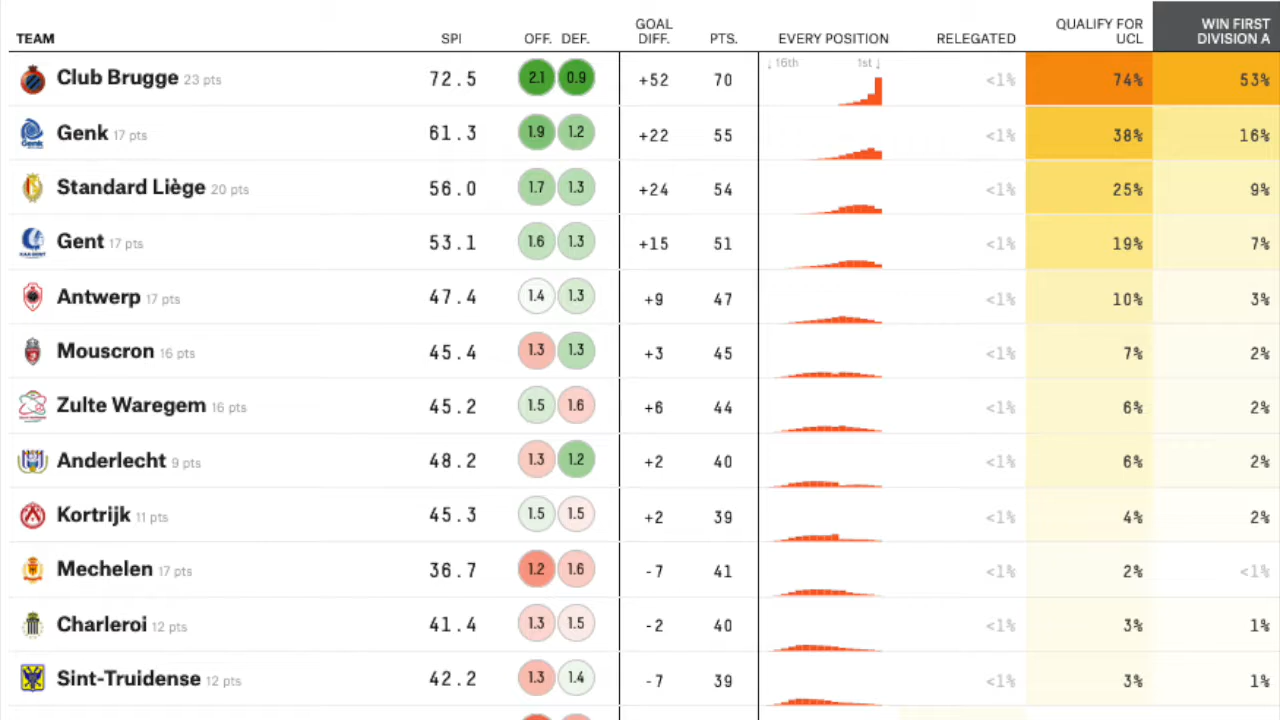 TEAM SPI OFF. DEF. GOAL DIFF. PTS. EVERY POSITION RELEGATED QUALIFY FOR UCL WIN FIRST DIVISION A
↓16th 1st↓
Club Brugge 23 pts 72.5 2.1 0.9 +52 70 <1% 74% 53%
Genk 17 pts 61.3 1.9 1.2 +22 55 <1% 38% 16%
Standard Liège 20 pts 56.0 1.7 1.3 +24 54 <1% 25% 9%
Gent 17 pts 53.1 1.6 1.3 +15 51 <1% 19% 7%
Antwerp 17 pts 47.4 1.4 1.3 +9 47 <1% 10% 3%
Mouscron 16 pts 45.4 1.3 1.3 +3 45 <1% 7% 2%
Zulte Waregem 16 pts 45.2 1.5 1.6 +6 44 <1% 6% 2%
Anderlecht 9 pts 48.2 1.3 1.2 +2 40 <1% 6% 2%
Kortrijk 11 pts 45.3 1.5 1.5 +2 39 <1% 4% 2%
Mechelen 17 pts 36.7 1.2 1.6 -7 41 <1% 2% <1%
Charleroi 12 pts 41.4 1.3 1.5 -2 40 <1% 3% 1%
Sint-Truidense 12 pts 42.2 1.3 1.4 -7 39 <1% 3% 1%